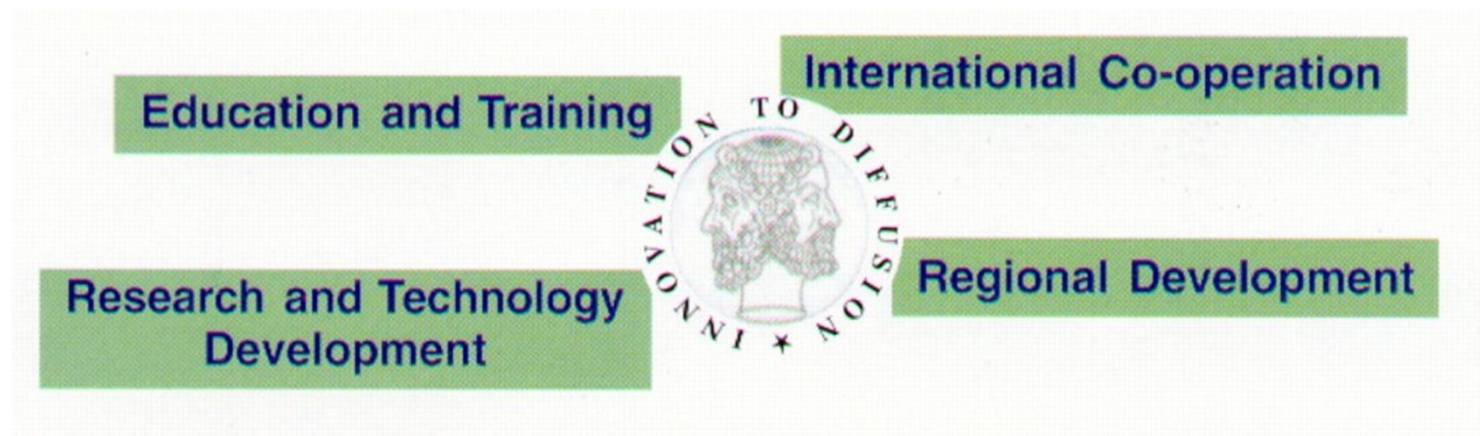 International Co-operation
Education and Training
INNOVATION TO DIFFUSION
Regional Development
Research and Technology
Development